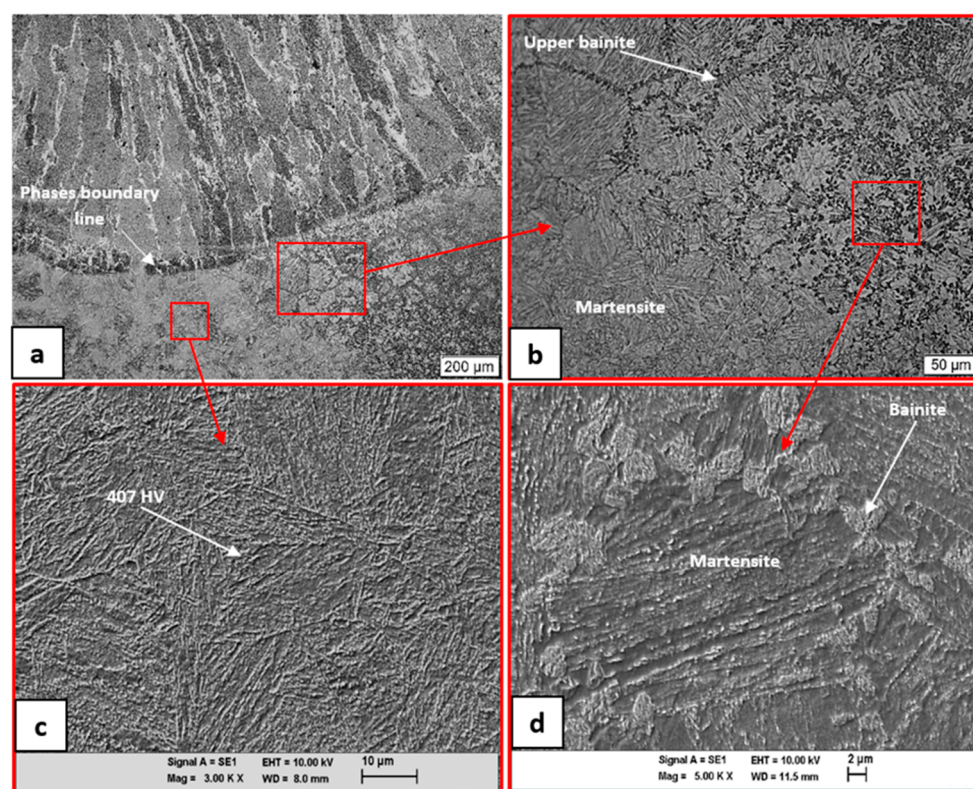 Phases boundary
line
a
200 µm
Upper bainite
Martensite
b
50 µm
407 HV
c
Signal A = SE1 EHT = 10.00 kV 10 µm
Mag = 3.00 K X WD = 8.0 mm
Bainite
Martensite
d
Signal A = SE1 EHT = 10.00 kV 2 µm
Mag = 5.00 K X WD = 11.5 mm